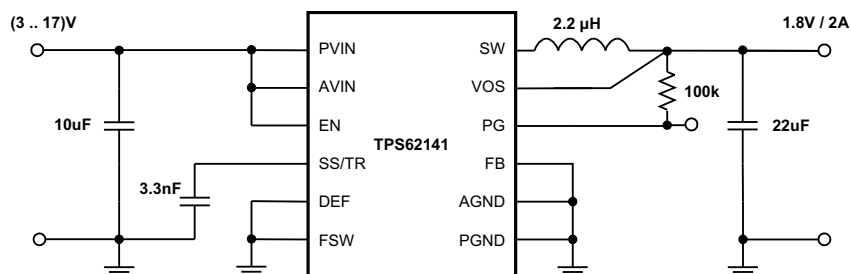 (3 .. 17)V
2.2 µH
1.8V / 2A
PVIN
SW
AVIN
VOS
100k
10uF
EN
PG
22uF
TPS62141
SS/TR
FB
3.3nF
DEF
AGND
FSW
PGND